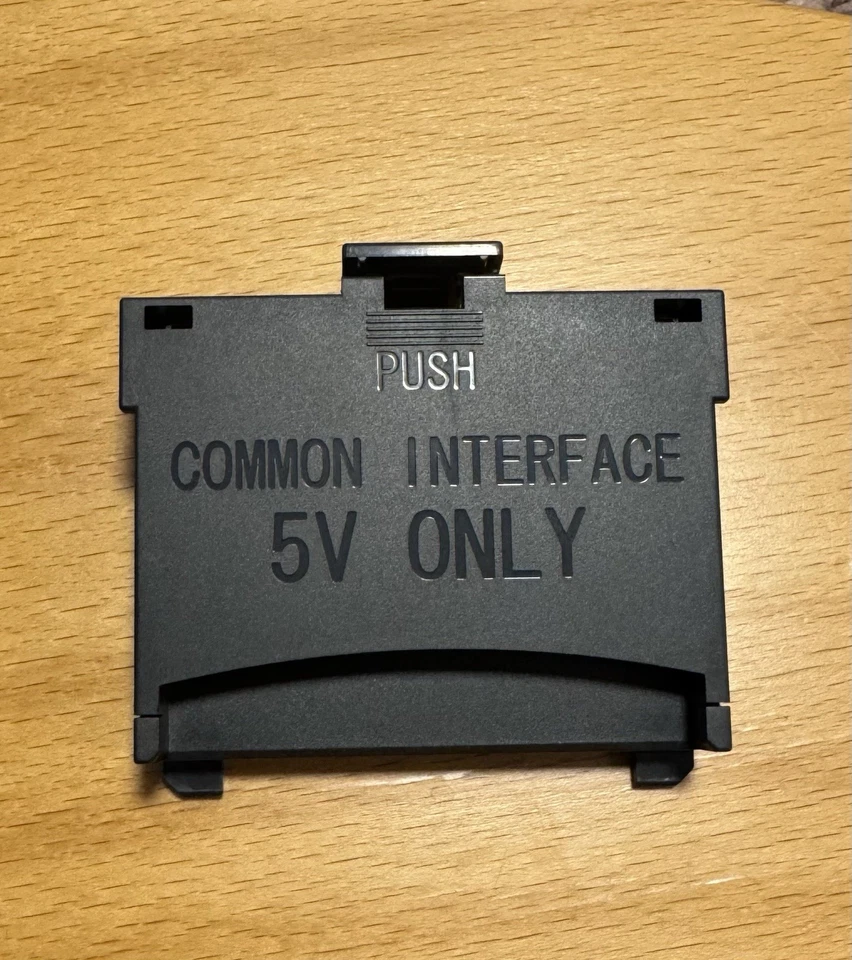 PUSH
COMMON INTERFACE
5V ONLY